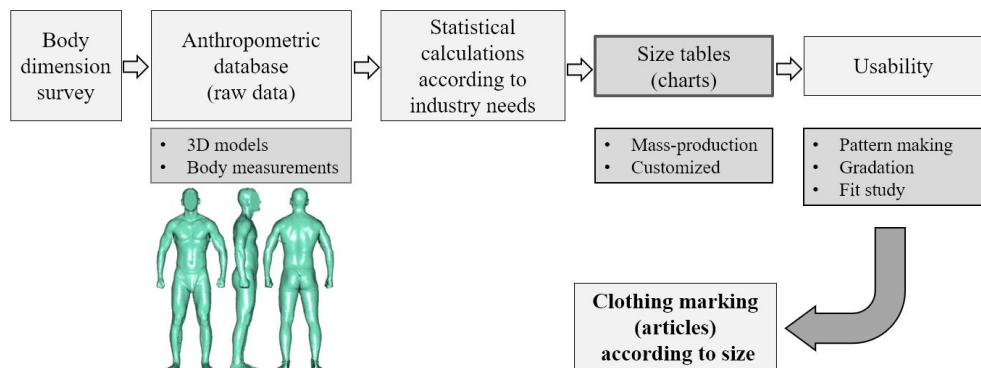 Body
dimension
survey
Anthropometric
database
(raw data)
Statistical
calculations
according to
industry needs
Size tables
(charts)
Usability
• 3D models
• Body measurements
• Mass-production
• Customized
• Pattern making
• Gradation
• Fit study
Clothing marking
(articles)
according to size